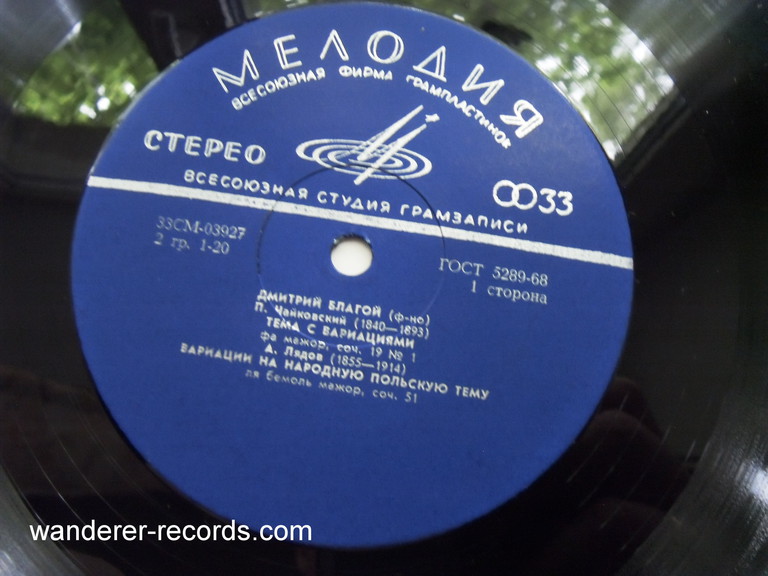 МЕЛОДИЯ
ВСЕСОЮЗНАЯ ФИРМА ГРАМПЛАСТИНОК
СТЕРЕО
33
ВСЕСОЮЗНАЯ СТУДИЯ ГРАМЗАПИСИ
33СМ-03927
2 гр. 1-20
ГОСТ 5289-68
1 сторона
ДМИТРИЙ БЛАГОЙ (ф-но)
П. Чайковский (1840—1893)
ТЕМА С ВАРИАЦИЯМИ
фа мажор, соч. 19 № 1
А. Лядов (1855—1914)
ВАРИАЦИИ НА НАРОДНУЮ ПОЛЬСКУЮ ТЕМУ
ля бемоль мажор, соч. 51
wanderer-records.com